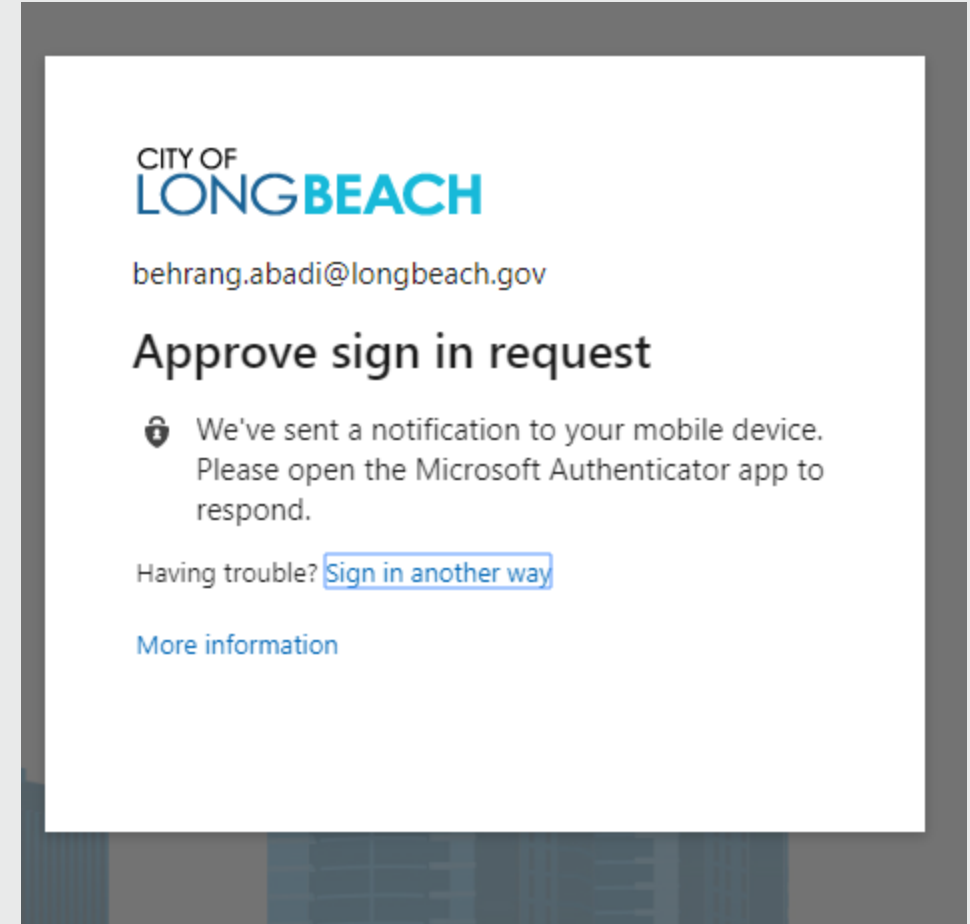 CITY OF
LONGBEACH
behrang.abadi@longbeach.gov
Approve sign in request
We've sent a notification to your mobile device.
Please open the Microsoft Authenticator app to
respond.
Having trouble? Sign in another way
More information